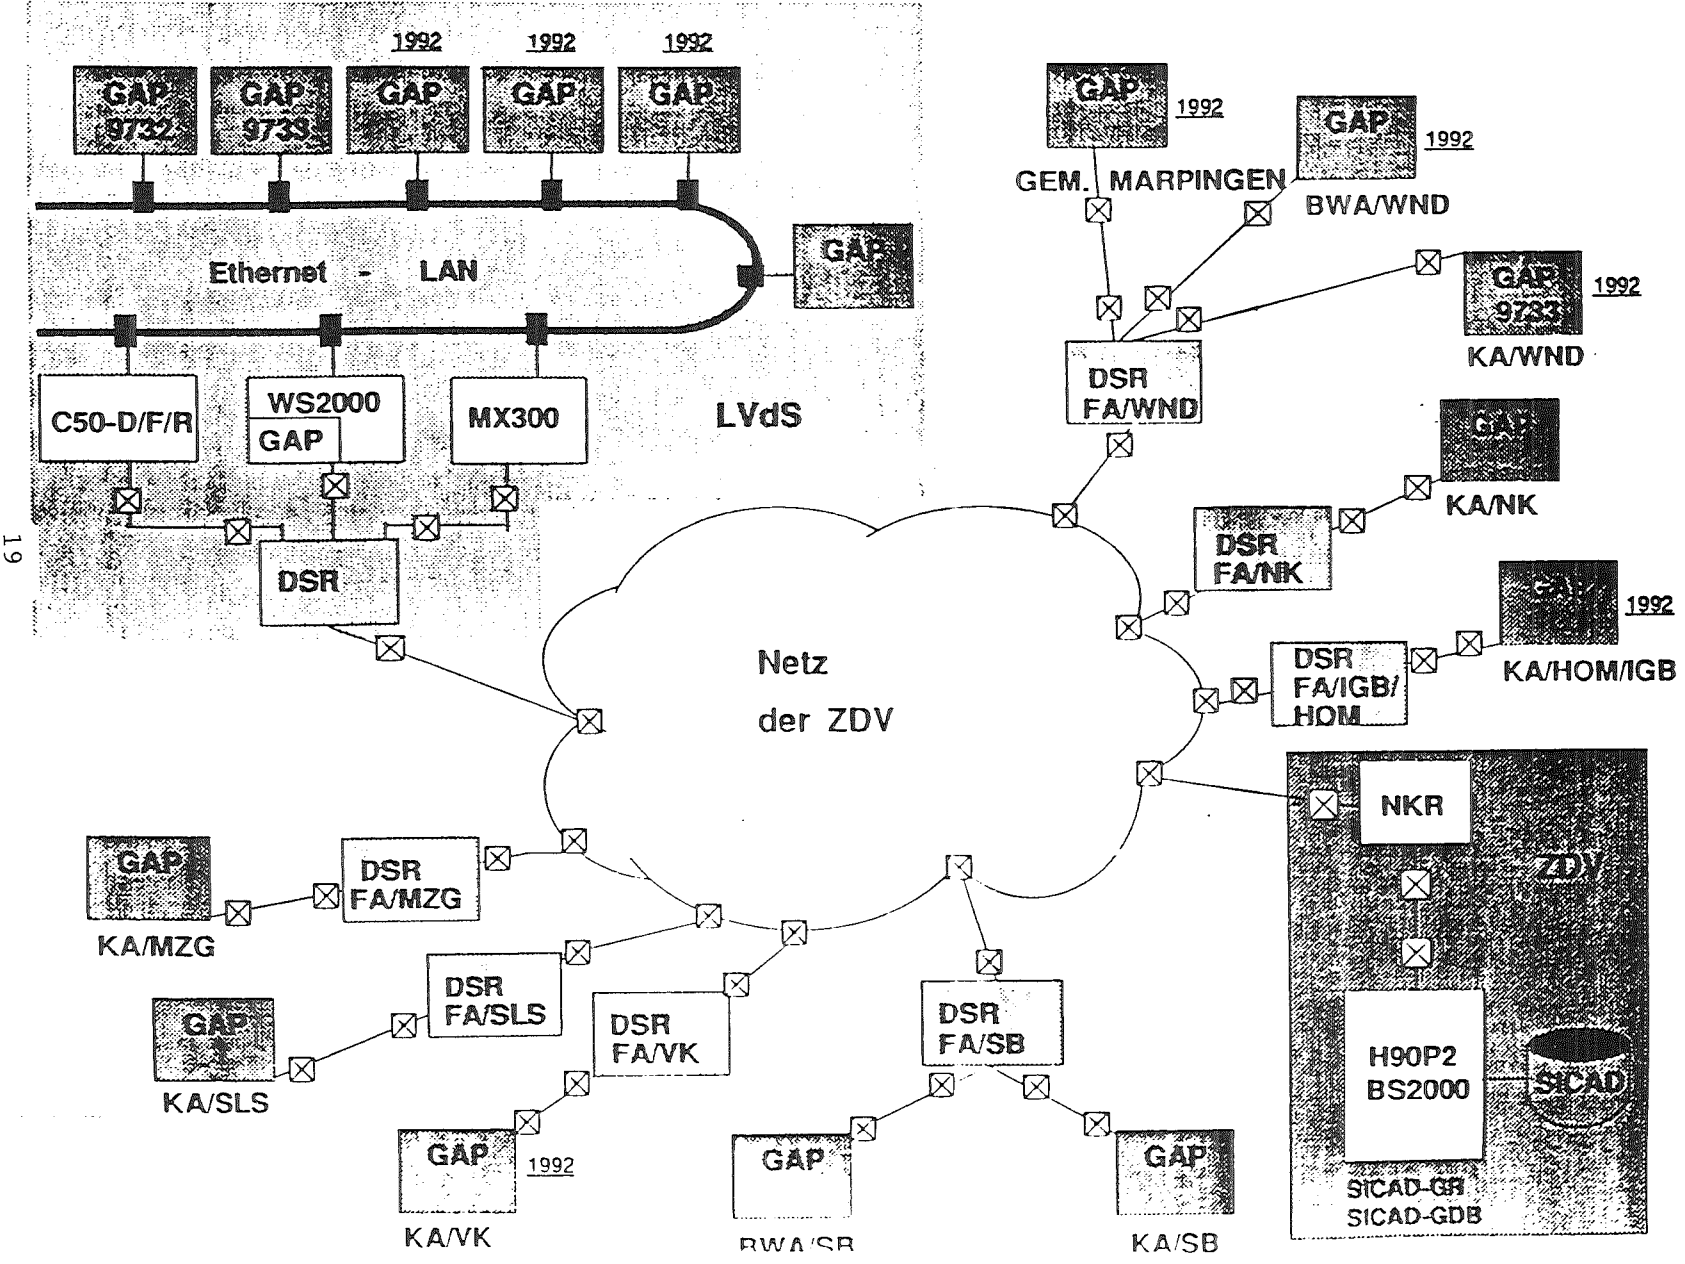 1992
1992
1992
GAP
9732
GAP
9733
GAP
GAP
GAP
GAP
Ethernet - LAN
C50-D/F/R
WS2000
GAP
MX300
LVdS
DSR
19
GAP
1992
GEM. MARPINGEN
GAP
1992
BWA/WND
GAP
9733
1992
KA/WND
DSR
FA/WND
GAP
KA/NK
DSR
FA/NK
GAP
1992
KA/HOM/IGB
DSR
FA/IGB/
HOM
Netz
der ZDV
NKR
ZDV
H90P2
BS2000
SICAD
SICAD-GR
SICAD-GDB
GAP
KA/MZG
DSR
FA/MZG
GAP
KA/SLS
DSR
FA/SLS
DSR
FA/VK
GAP
1992
KA/VK
DSR
FA/SB
GAP
BWA/SB
GAP
KA/SB